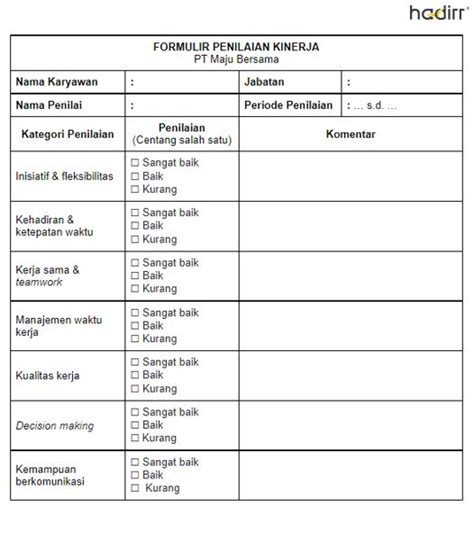 hadirr
FORMULIR PENILAIAN KINERJA
PT Maju Bersama
Nama Karyawan : Jabatan :
Nama Penilai : Periode Penilaian : ... s.d. ...
Kategori Penilaian Penilaian (Centang salah satu) Komentar
Inisiatif & fleksibilitas
☐ Sangat baik
☐ Baik
☐ Kurang
Kehadiran &
ketepatan waktu
☐ Sangat baik
☐ Baik
☐ Kurang
Kerja sama &
teamwork
☐ Sangat baik
☐ Baik
☐ Kurang
Manajemen waktu
kerja
☐ Sangat baik
☐ Baik
☐ Kurang
Kualitas kerja
☐ Sangat baik
☐ Baik
☐ Kurang
Decision making
☐ Sangat baik
☐ Baik
☐ Kurang
Kemampuan
berkomunikasi
☐ Sangat baik
☐ Baik
☐ Kurang